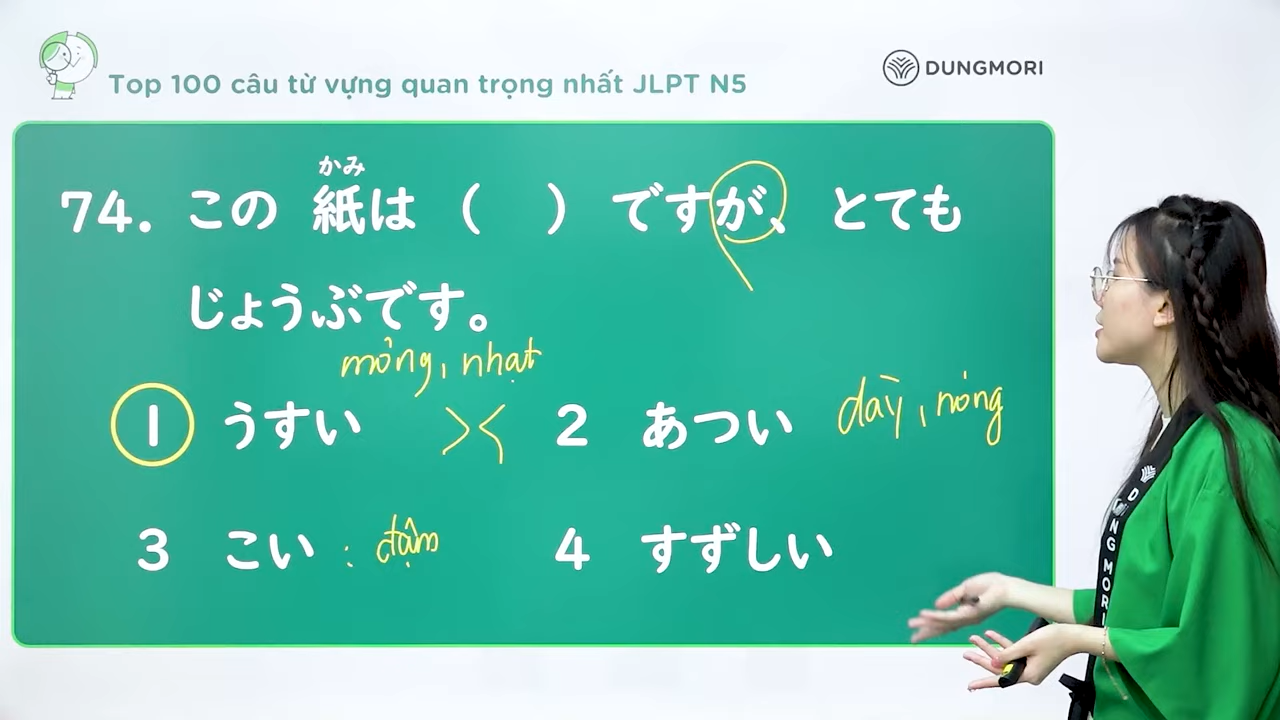 Top 100 câu từ vựng quan trọng nhất JLPT N5
DUNGMORI
かみ
74. この 紙は ( ) ですが、 とても
じょうぶです。
mỏng, nhạt
1 うすい >< 2 あつい dày, nóng
3 こい : đậm 4 すずしい
DUNGMORI